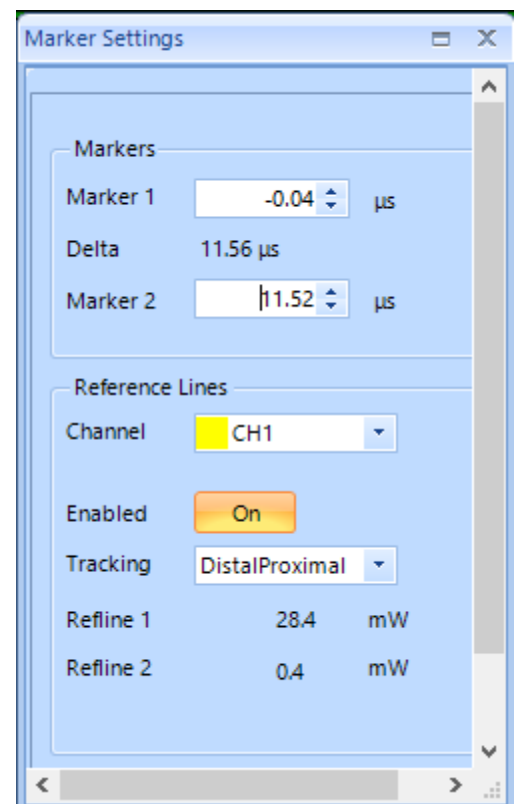 Marker Settings
Markers
Marker 1 -0.04 µs
Delta 11.56 µs
Marker 2 11.52 µs
Reference Lines
Channel CH1
Enabled On
Tracking DistalProximal
Refline 1 28.4 mW
Refline 2 0.4 mW